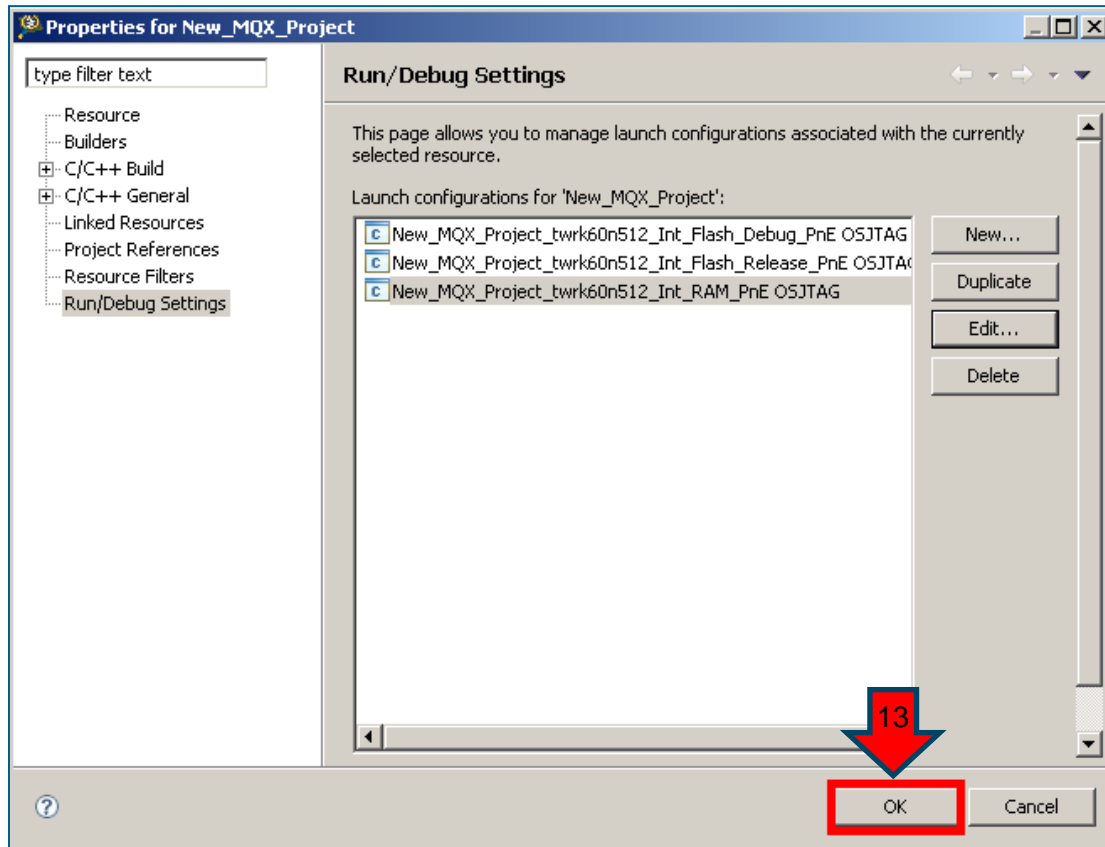 Properties for New_MQX_Project
type filter text
Resource
Builders
C/C++ Build
C/C++ General
Linked Resources
Project References
Resource Filters
Run/Debug Settings
Run/Debug Settings
This page allows you to manage launch configurations associated with the currently
selected resource.
Launch configurations for 'New_MQX_Project':
New_MQX_Project_twrk60n512_Int_Flash_Debug_PnE OSJTAG
New_MQX_Project_twrk60n512_Int_Flash_Release_PnE OSJTAG
New_MQX_Project_twrk60n512_Int_RAM_PnE OSJTAG
New...
Duplicate
Edit...
Delete
13
OK
Cancel